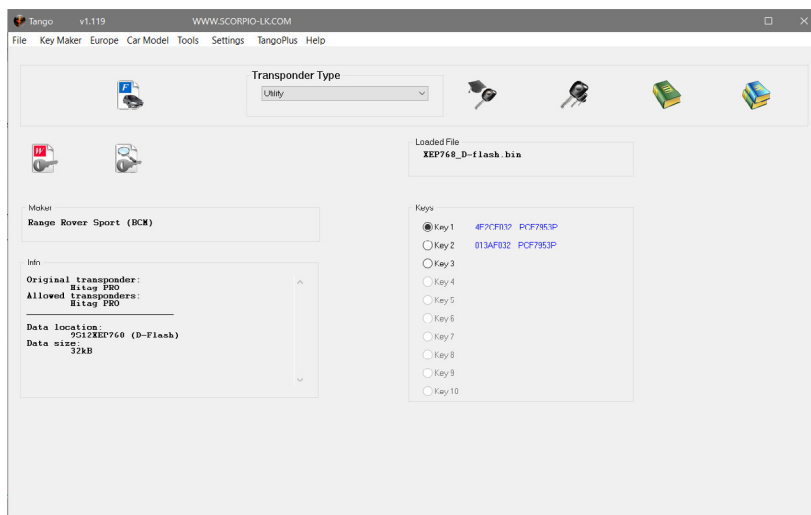 Tango v1.119 WWW.SCORPIO-LK.COM
File Key Maker Europe Car Model Tools Settings TangoPlus Help
Transponder Type
Utility
F
W
Loaded File
XEP768_D-flash.bin
Maker
Range Rover Sport (BCM)
Keys
Key 1 4F2CF032 PCF7953P
Key 2 013AF032 PCF7953P
Key 3
Key 4
Key 5
Key 6
Key 7
Key 8
Key 9
Key 10
Info
Original transponder:
Hitag PRO
Allowed transponders:
Hitag PRO
Data location:
9S12XEP760 (D-Flash)
Data size:
32kB